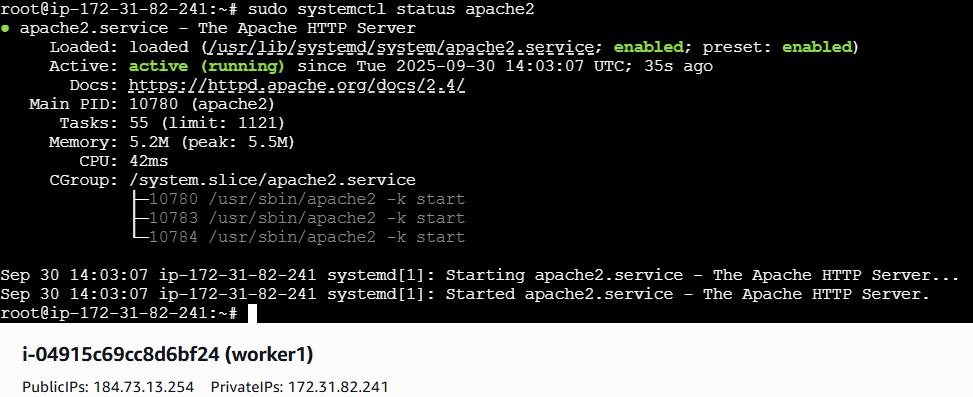 root@ip-172-31-82-241:~# sudo systemctl status apache2
● apache2.service - The Apache HTTP Server
Loaded: loaded (/usr/lib/systemd/system/apache2.service; enabled; preset: enabled)
Active: active (running) since Tue 2025-09-30 14:03:07 UTC; 35s ago
Docs: https://httpd.apache.org/docs/2.4/
Main PID: 10780 (apache2)
Tasks: 55 (limit: 1121)
Memory: 5.2M (peak: 5.5M)
CPU: 42ms
CGroup: /system.slice/apache2.service
├─10780 /usr/sbin/apache2 -k start
├─10783 /usr/sbin/apache2 -k start
└─10784 /usr/sbin/apache2 -k start
Sep 30 14:03:07 ip-172-31-82-241 systemd[1]: Starting apache2.service - The Apache HTTP Server...
Sep 30 14:03:07 ip-172-31-82-241 systemd[1]: Started apache2.service - The Apache HTTP Server.
root@ip-172-31-82-241:~#
i-04915c69cc8d6bf24 (worker1)
PublicIPs: 184.73.13.254 PrivateIPs: 172.31.82.241